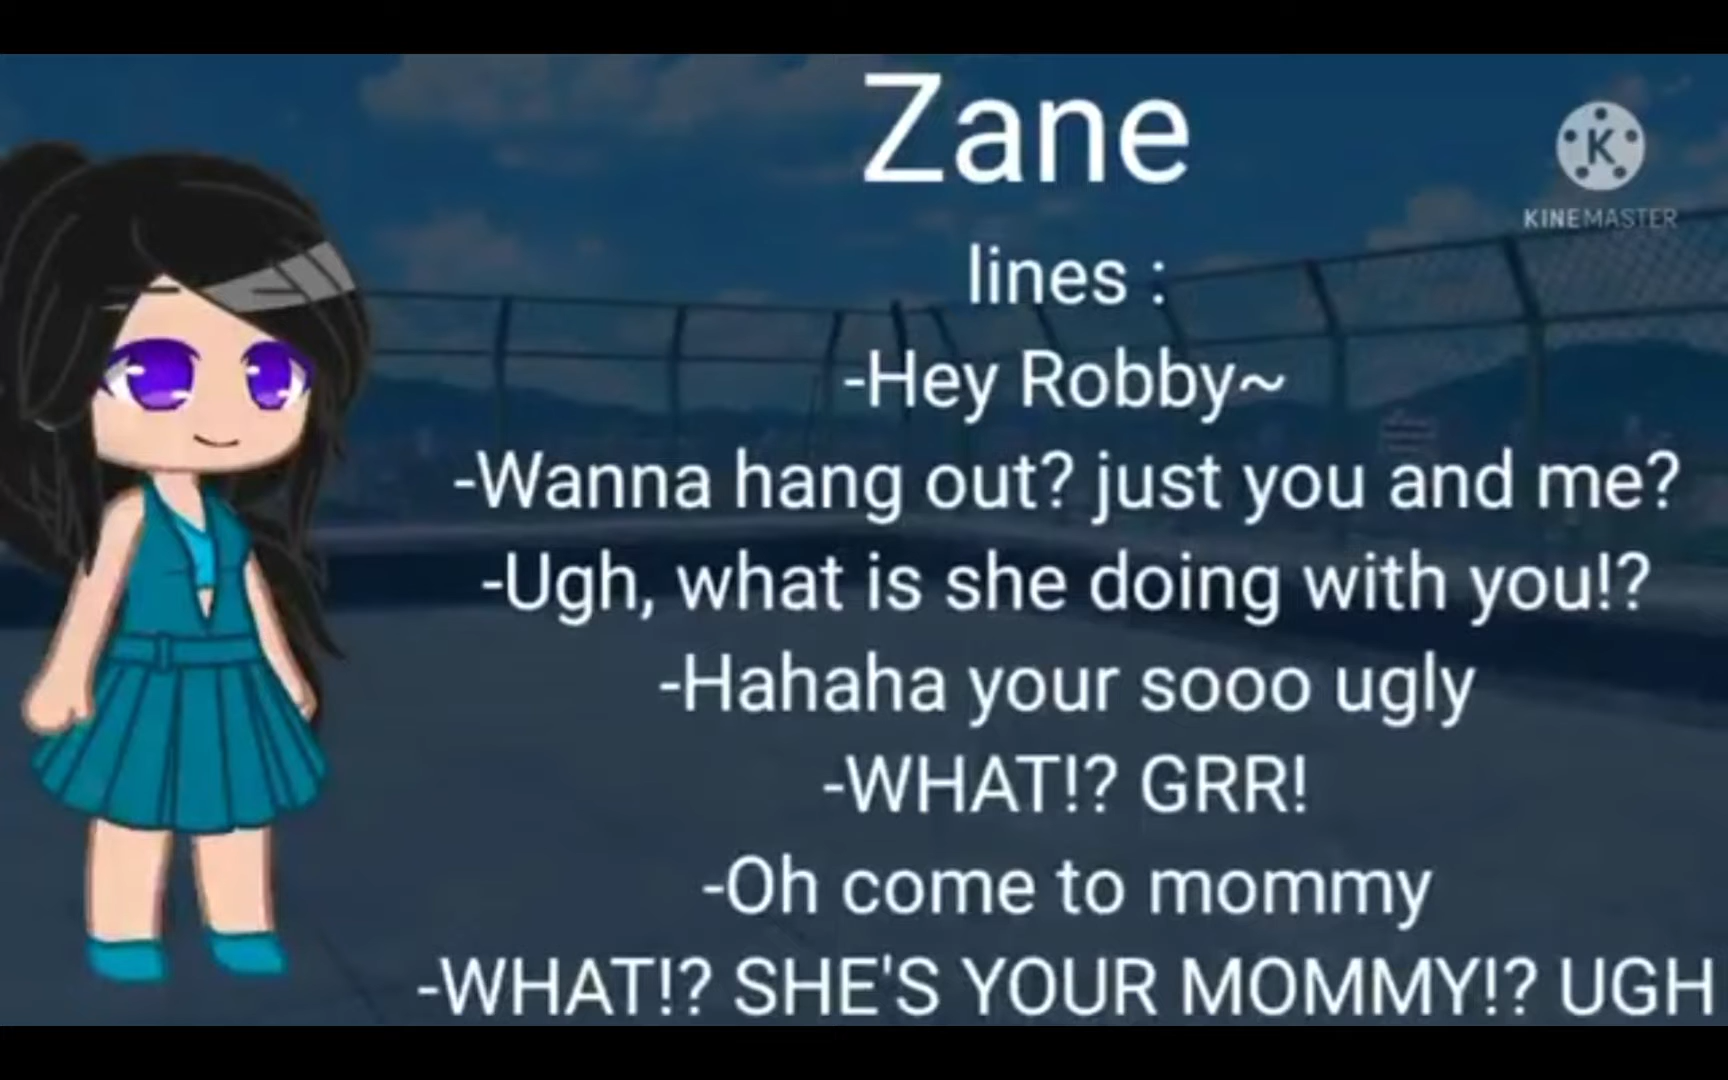 Zane
K
KINEMASTER
lines :
-Hey Robby~
-Wanna hang out? just you and me?
-Ugh, what is she doing with you!?
-Hahaha your sooo ugly
-WHAT!? GRR!
-Oh come to mommy
-WHAT!? SHE'S YOUR MOMMY!? UGH